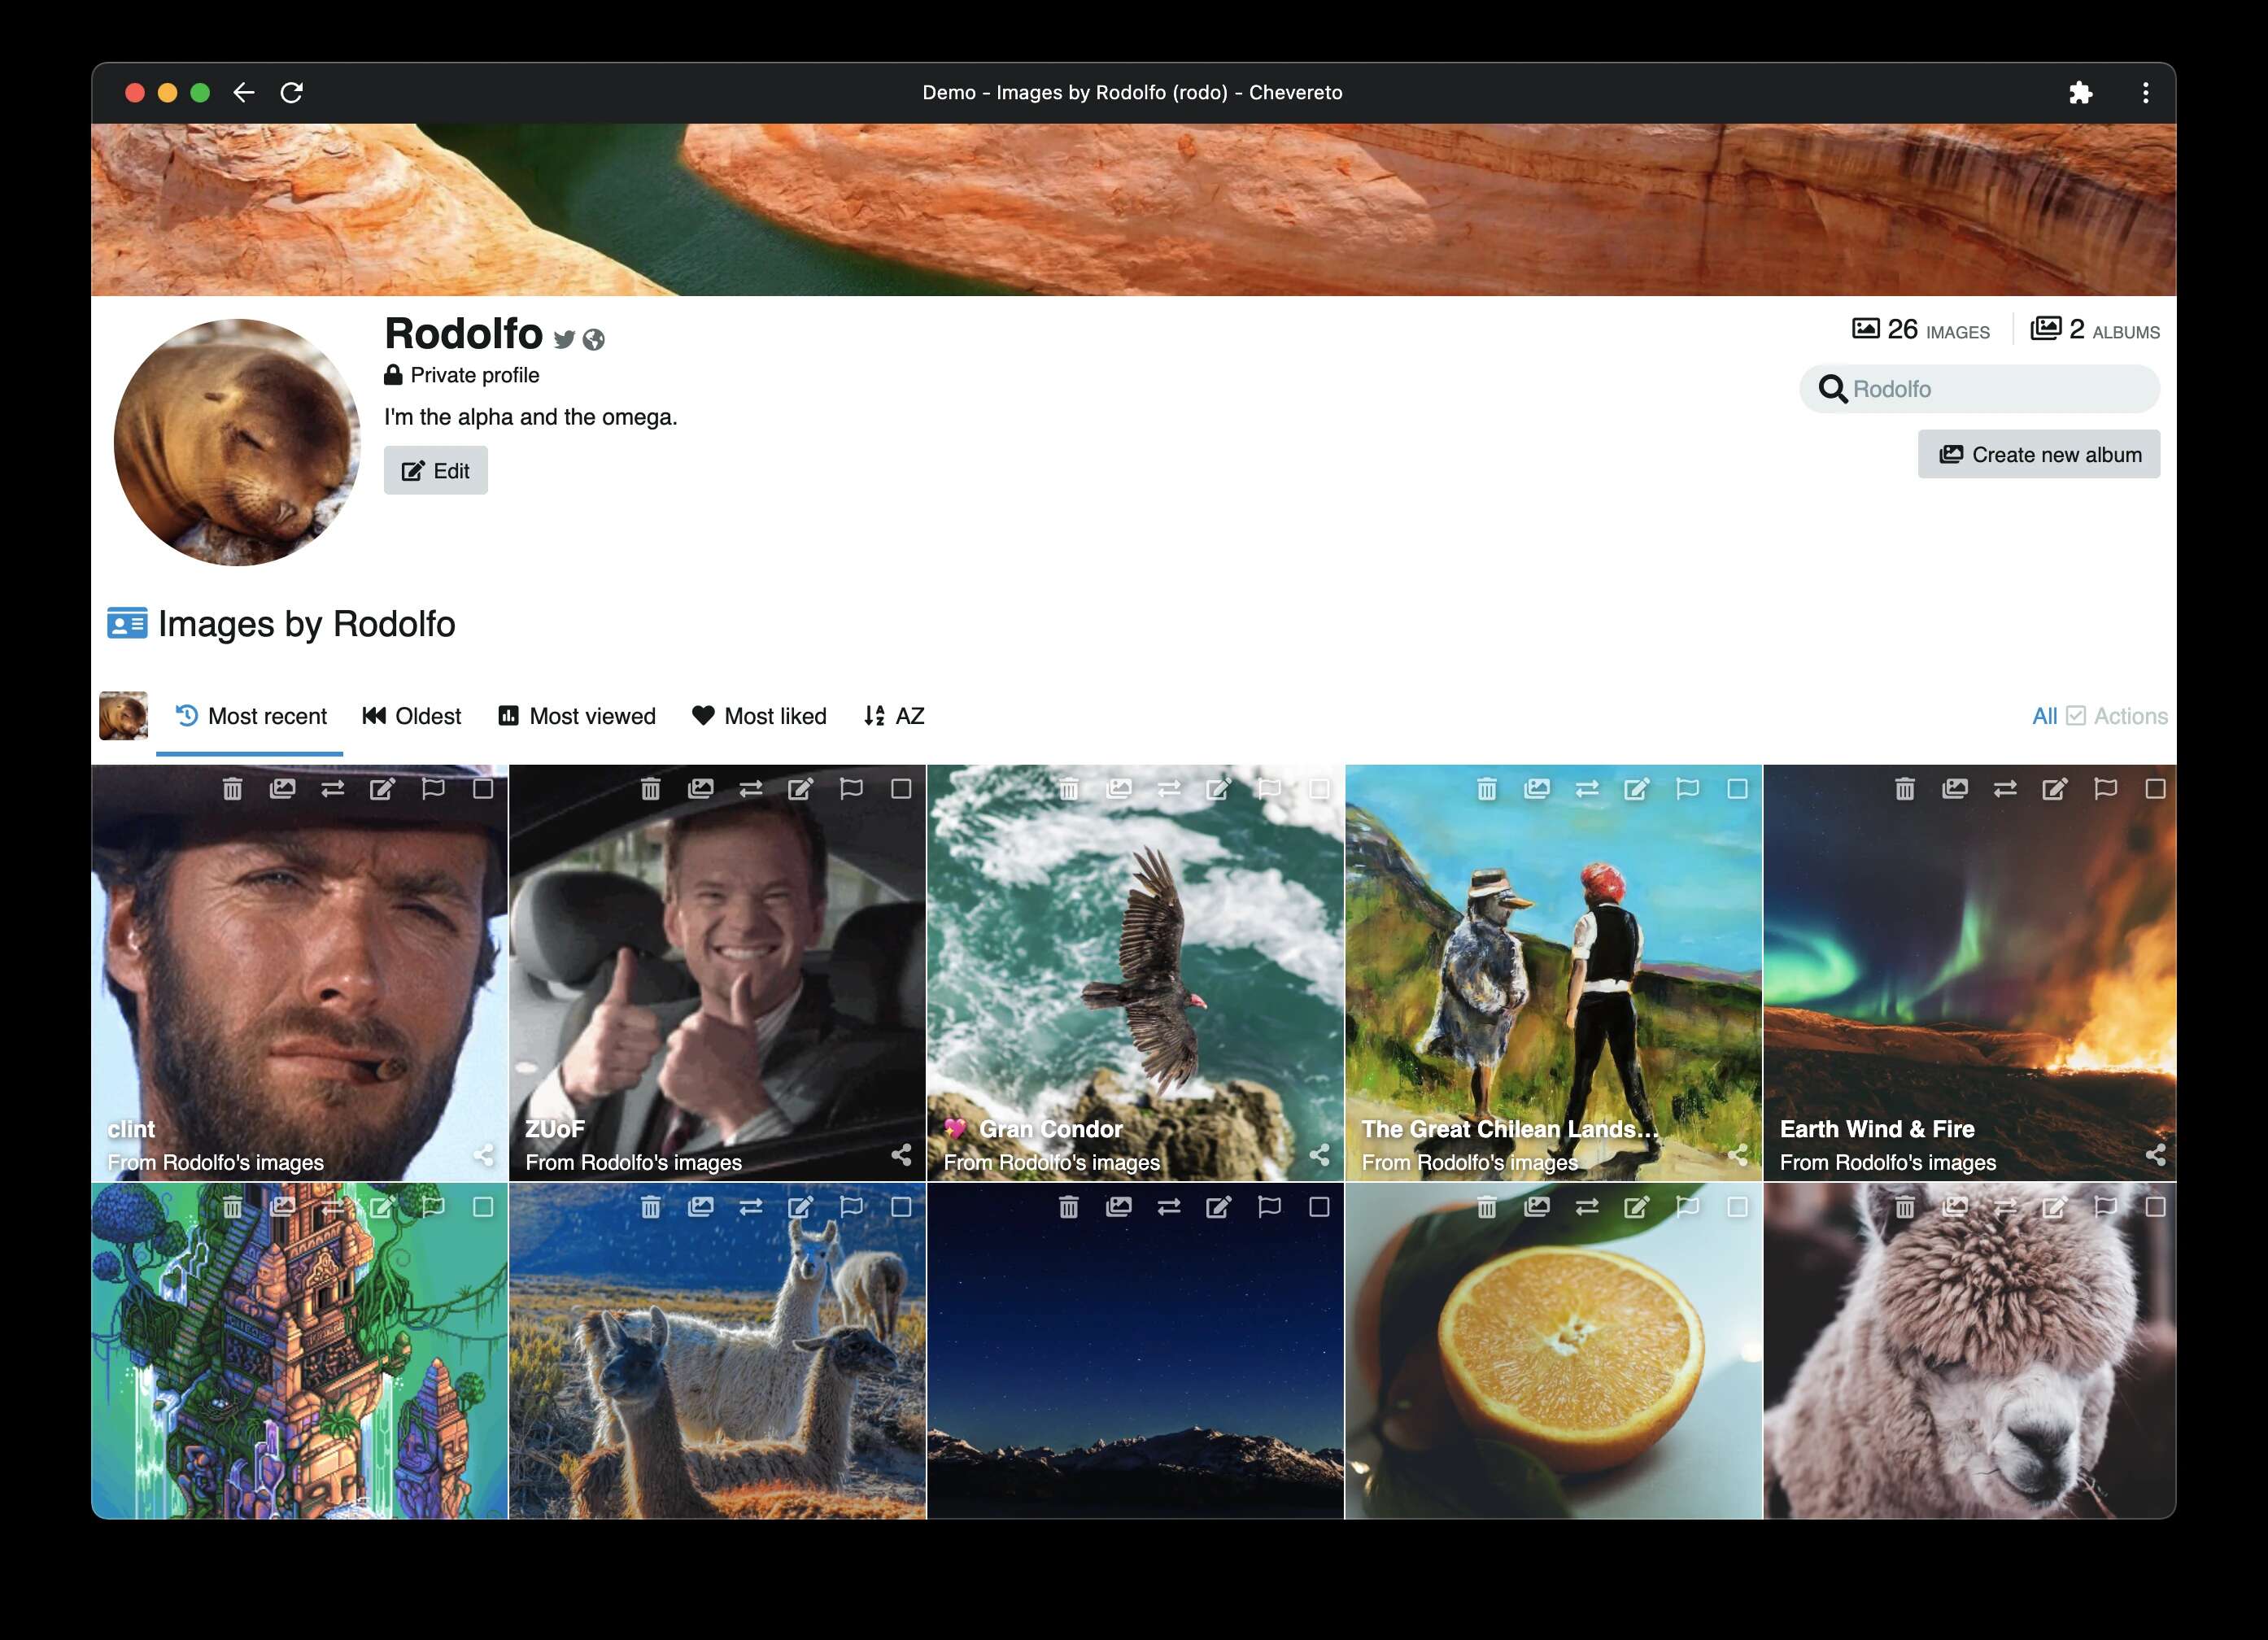 Demo - Images by Rodolfo (rodo) - Chevereto
Rodolfo
Private profile
I'm the alpha and the omega.
Edit
26 IMAGES
2 ALBUMS
Rodolfo
Create new album
Images by Rodolfo
Most recent
Oldest
Most viewed
Most liked
AZ
All
Actions
clint
From Rodolfo's images
ZUoF
From Rodolfo's images
💖 Gran Condor
From Rodolfo's images
The Great Chilean Lands...
From Rodolfo's images
Earth Wind & Fire
From Rodolfo's images